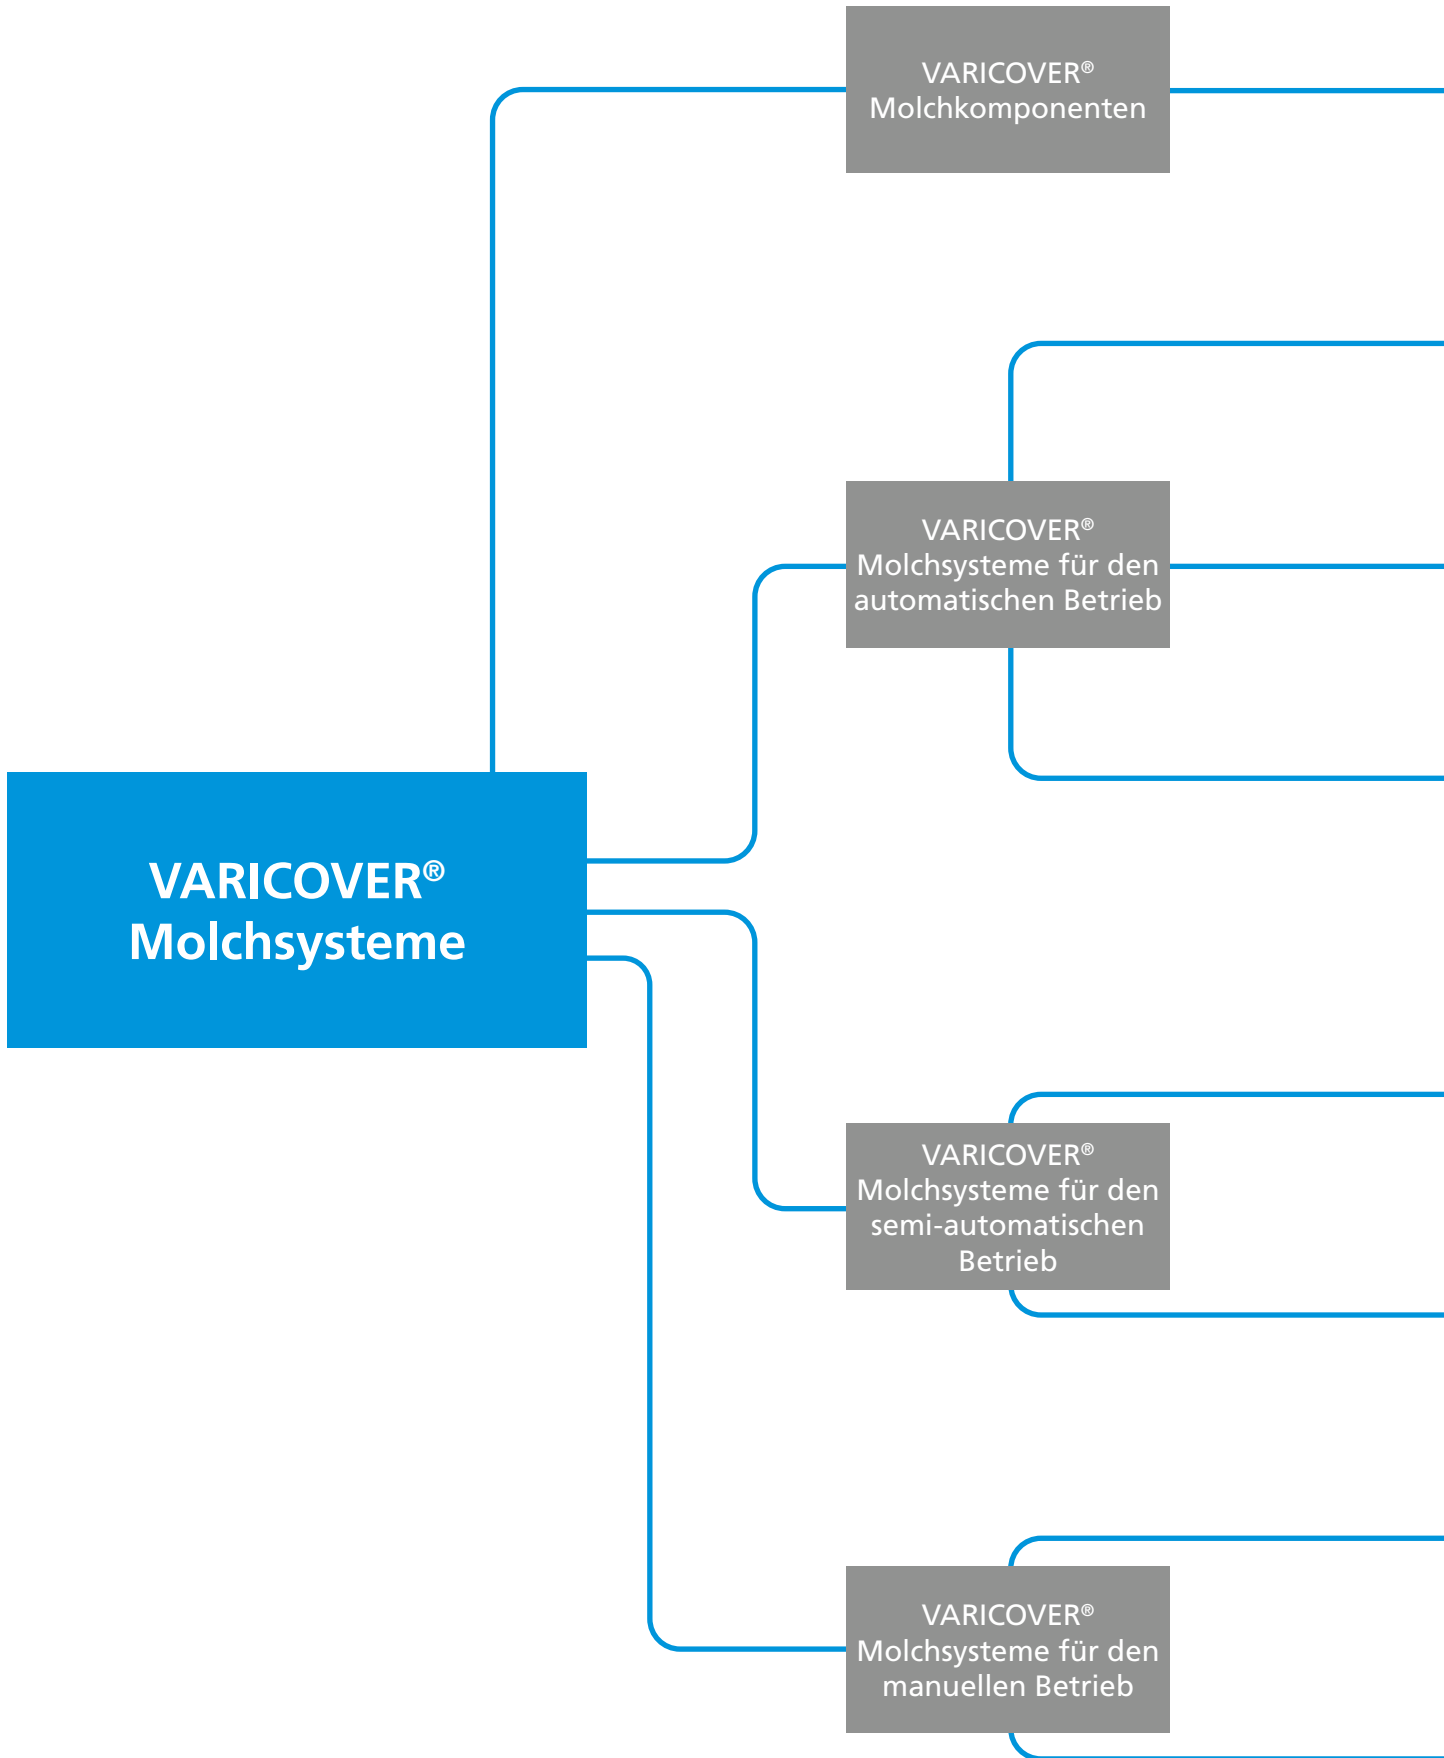 VARICOVER®
Molchkomponenten
VARICOVER®
Molchsysteme für den
automatischen Betrieb
VARICOVER®
Molchsysteme
VARICOVER®
Molchsysteme für den
semi-automatischen
Betrieb
VARICOVER®
Molchsysteme für den
manuellen Betrieb